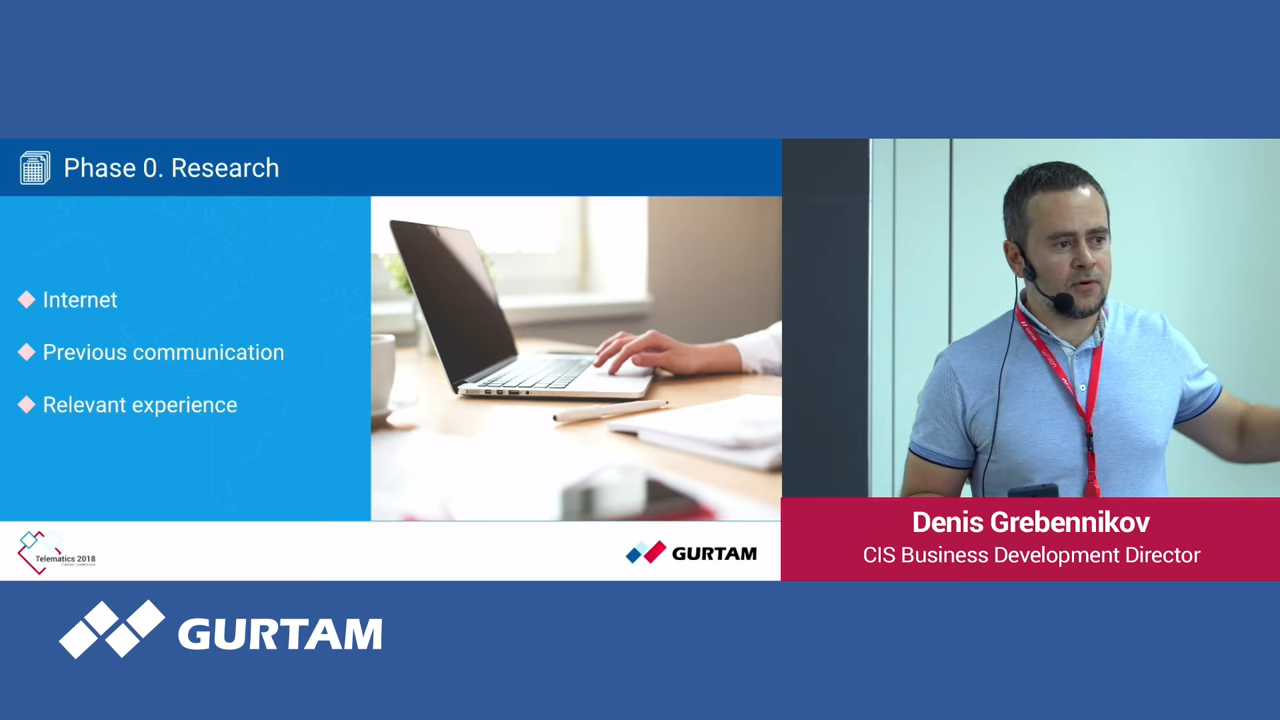 Phase 0. Research
Internet
Previous communication
Relevant experience
Telematics 2018
GURTAM
Denis Grebennikov
CIS Business Development Director
GURTAM